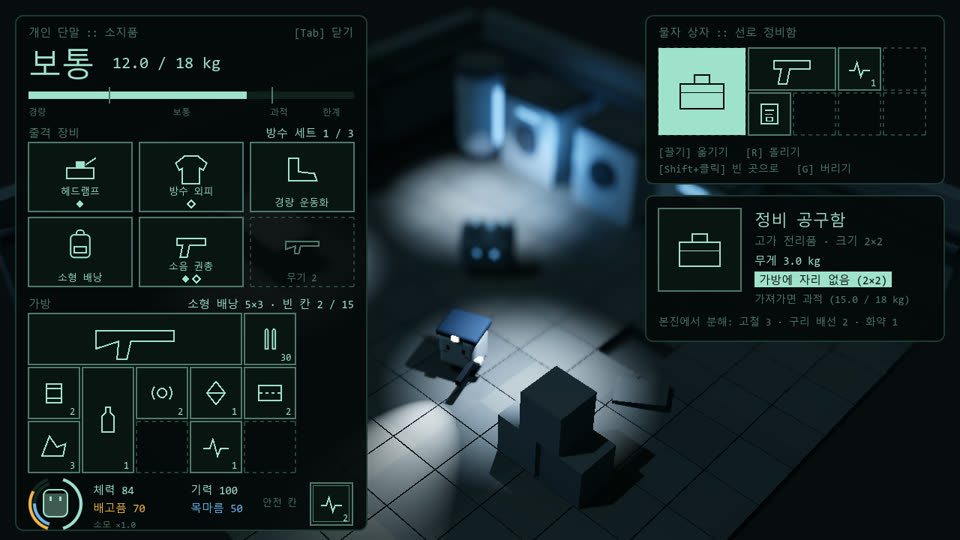 개인 단말 :: 소지품 [Tab] 닫기
보통 12.0 / 18 kg
경량 보통 과적 한계
출격 장비 방수 세트 1 / 3
헤드램프
방수 외피
경량 운동화
소형 배낭
소음 권총
무기 2
가방 소형 배낭 5×3 · 빈 칸 2 / 15
30
2
2
1
2
1
3
1
체력 84 기력 100
배고픔 70 목마름 50
소모 ×1.0
안전 칸
2
물자 상자 :: 선로 정비함
1
[끌기] 옮기기 [R] 돌리기
[Shift+클릭] 빈 곳으로 [G] 버리기
정비 공구함
고가 전리품 · 크기 2×2
무게 3.0 kg
가방에 자리 없음 (2×2)
가져가면 과적 (15.0 / 18 kg)
본진에서 분해: 고철 3 · 구리 배선 2 · 화약 1